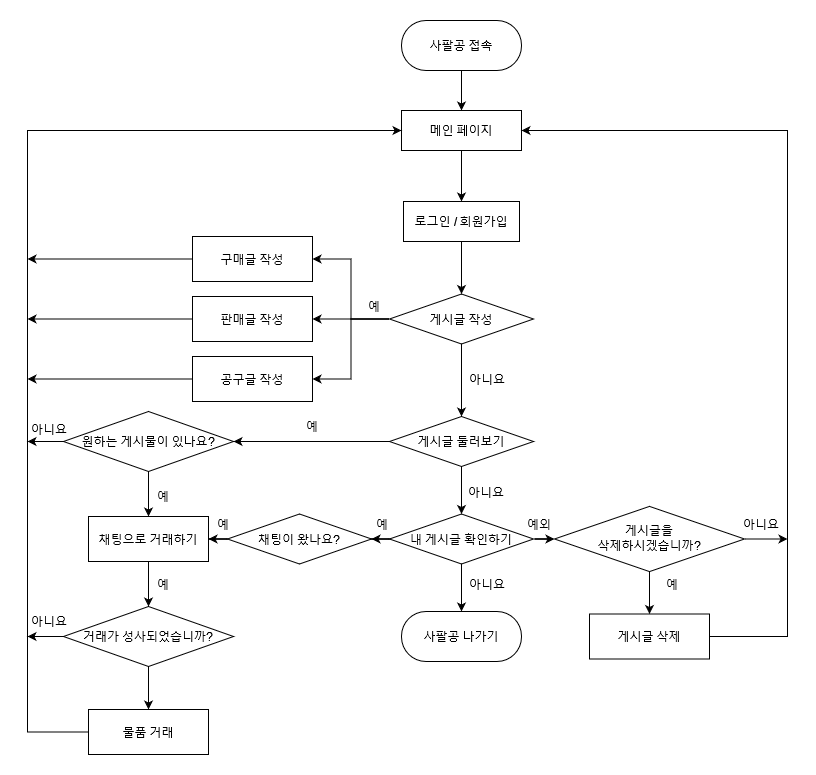 사팔공 접속
메인 페이지
로그인 / 회원가입
구매글 작성
예
판매글 작성
게시글 작성
공구글 작성
아니요
아니요
원하는 게시물이 있나요?
예
게시글 둘러보기
예
아니요
채팅으로 거래하기
예
채팅이 왔나요?
예
내 게시글 확인하기
예외
게시글을
삭제하시겠습니까?
아니요
예
아니요
예
아니요
거래가 성사되었습니까?
사팔공 나가기
게시글 삭제
물품 거래